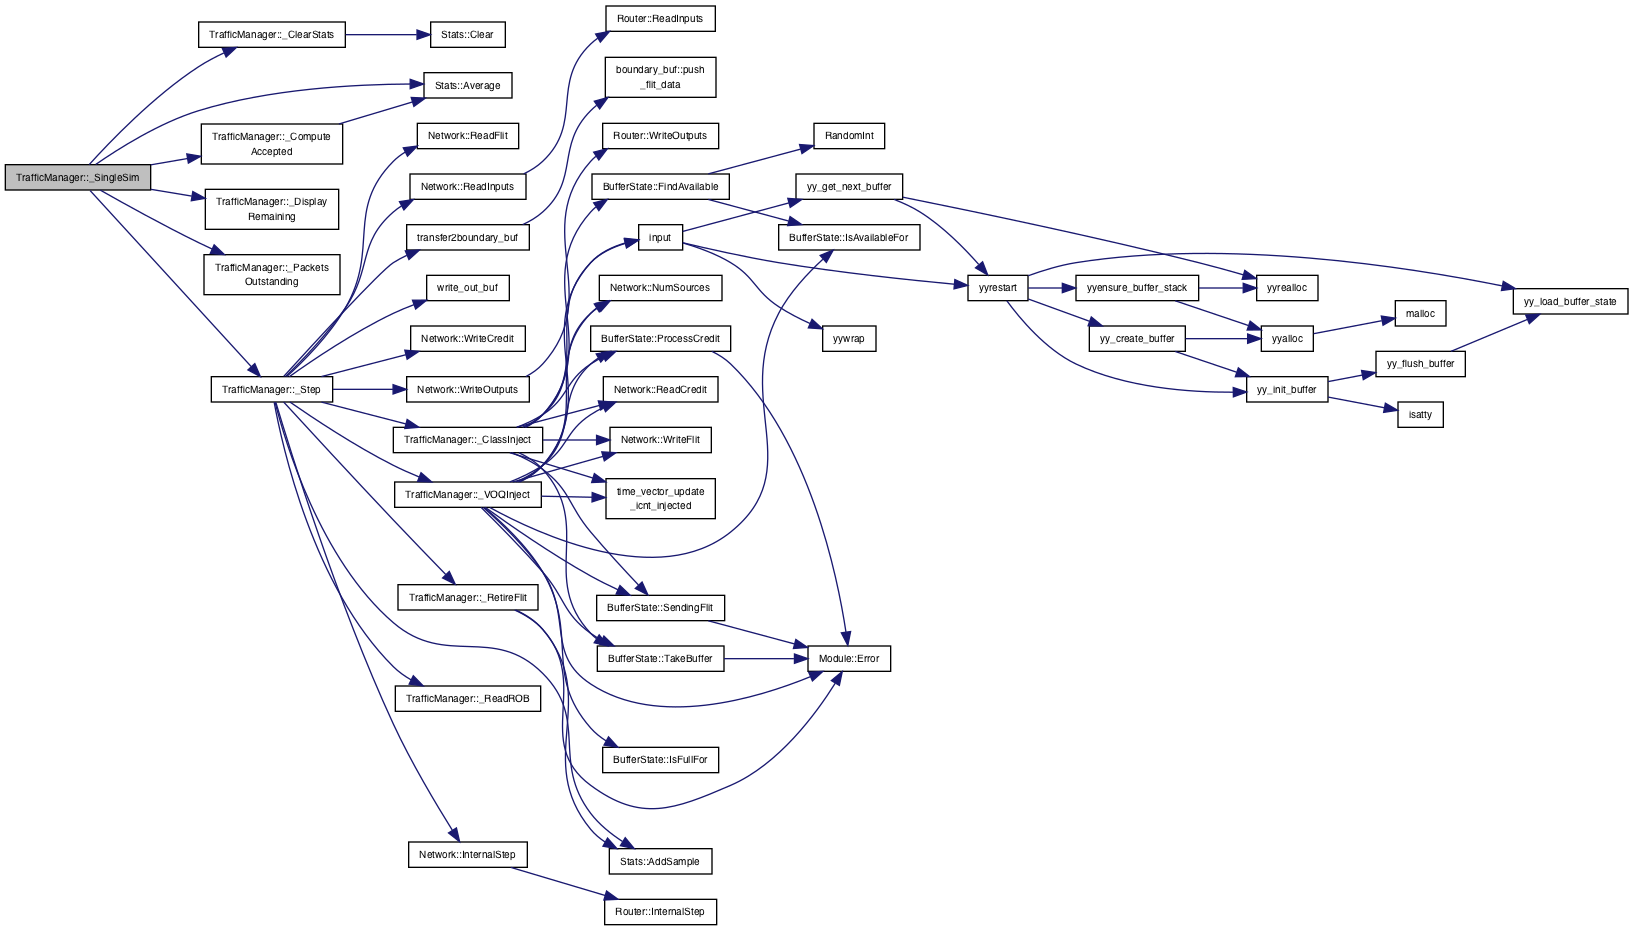 TrafficManager::_SingleSim
TrafficManager::_ClearStats
Stats::Clear
Stats::Average
TrafficManager::_Compute
Accepted
TrafficManager::_Display
Remaining
TrafficManager::_Packets
Outstanding
TrafficManager::_Step
Network::ReadFlit
Network::ReadInputs
transfer2boundary_buf
write_out_buf
Network::WriteCredit
Network::WriteOutputs
TrafficManager::_ClassInject
TrafficManager::_VOQInject
TrafficManager::_RetireFlit
TrafficManager::_ReadROB
Network::InternalStep
Router::ReadInputs
boundary_buf::push
_flit_data
Router::WriteOutputs
BufferState::FindAvailable
input
Network::NumSources
BufferState::ProcessCredit
Network::ReadCredit
Network::WriteFlit
time_vector_update
_icnt_injected
BufferState::SendingFlit
BufferState::TakeBuffer
BufferState::IsFullFor
Stats::AddSample
Router::InternalStep
RandomInt
yy_get_next_buffer
BufferState::IsAvailableFor
yywrap
Module::Error
yyrestart
yyensure_buffer_stack
yy_create_buffer
yyrealloc
yyalloc
yy_init_buffer
malloc
yy_flush_buffer
isatty
yy_load_buffer_state